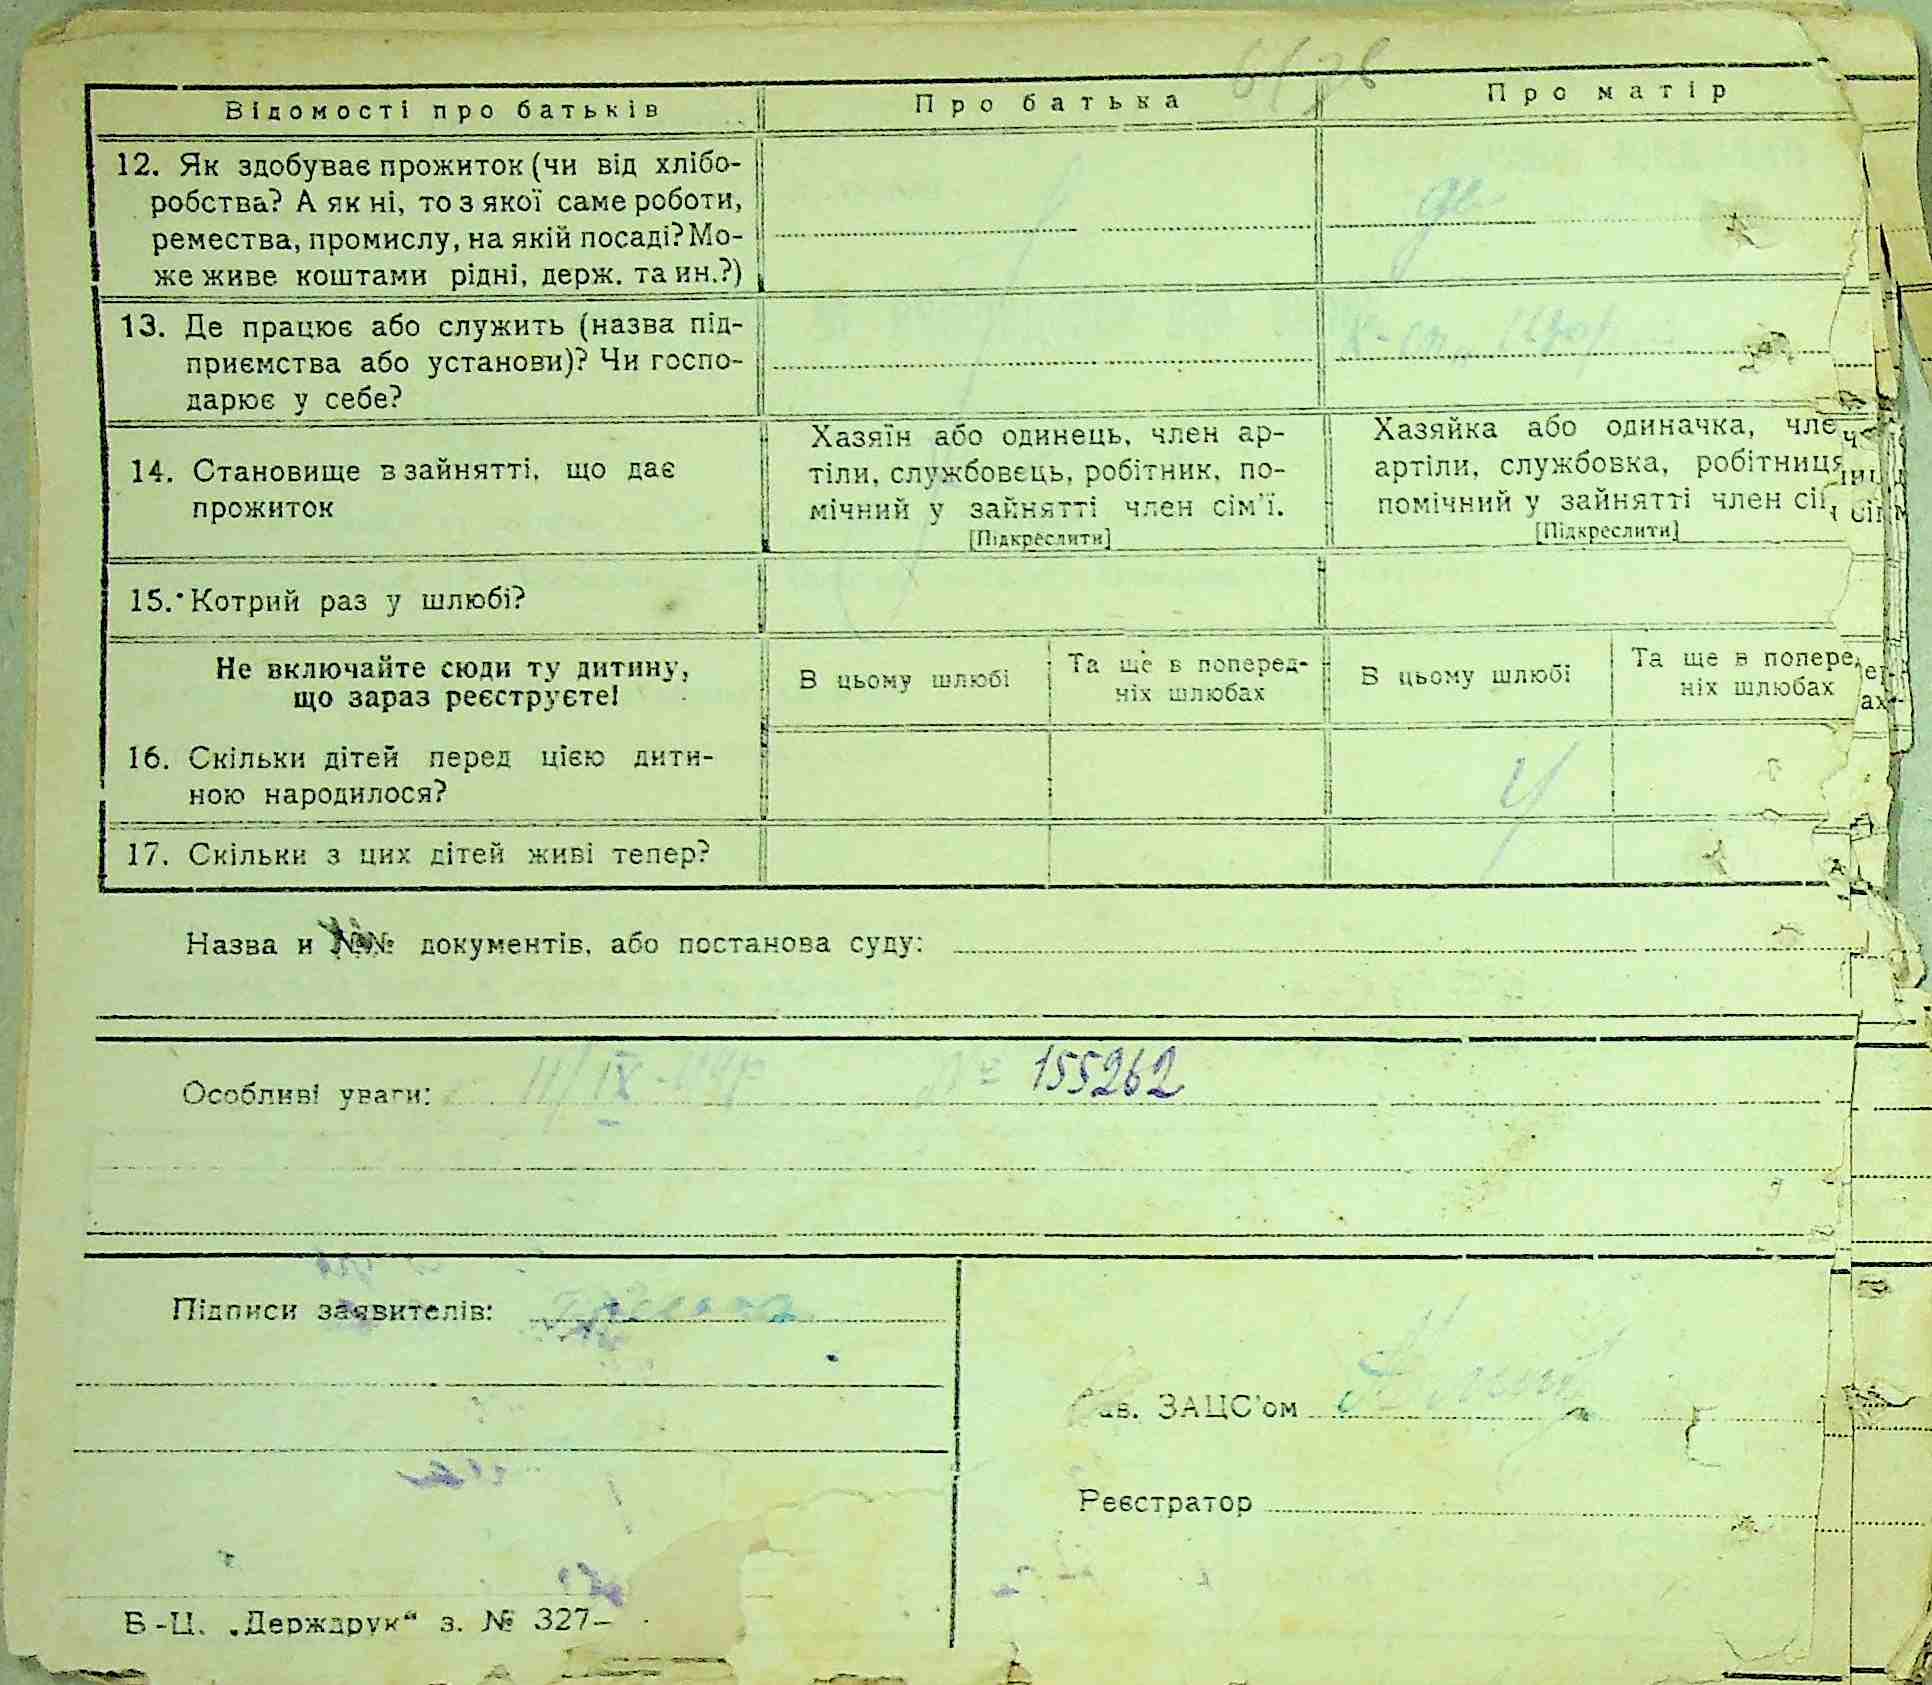 Відомості про батьків
Про батька
Про матір
12. Як здобуває прожиток (чи від хлібо-
робства? А як ні, то з якої саме роботи,
ремества, промислу, на якій посаді? Мо-
же живе коштами рідні, держ. та ин.?)
13. Де працює або служить (назва під-
приємства або установи)? Чи госпо-
дарює у себе?
14. Становище в зайнятті, що дає
прожиток
Хазяїн або одинець, член ар-
тіли, службовець, робітник, по-
мічний у зайнятті член сім'ї.
[Підкреслити]
Хазяйка або одиначка, чле
артіли, службовка, робітниця
помічний у зайнятті член сі
[Підкреслити]
15. Котрий раз у шлюбі?
Не включайте сюди ту дитину,
що зараз реєструєте!
В цьому шлюбі
Та ще в поперед-
ніх шлюбах
В цьому шлюбі
Та ще в попере
ніх шлюбах
16. Скільки дітей перед цією дити-
ною народилося?
17. Скільки з цих дітей живі тепер?
Назва и №№ документів, або постанова суду:
Особливі уваги: № 155262
Підписи заявителів:
Зав. ЗАЦС'ом
Реєстратор
Б-Ц. „Держдрук“ з. № 327–